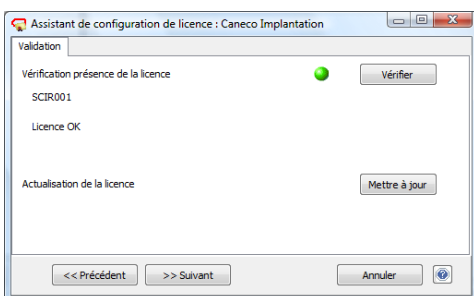 Assistant de configuration de licence : Caneco Implantation
Validation
Vérification présence de la licence
Vérifier
SCIR001
Licence OK
Actualisation de la licence
Mettre à jour
<< Précédent
>> Suivant
Annuler